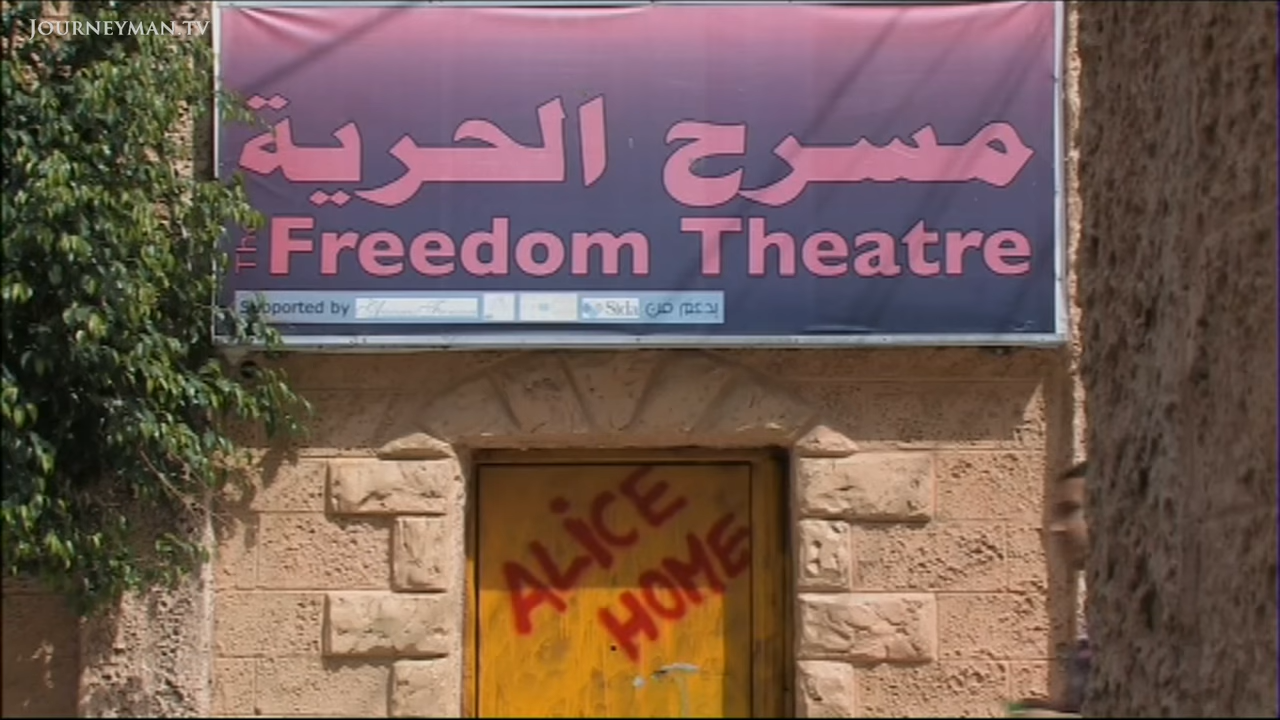 JOURNEYMAN.TV
مسرح الحرية
The Freedom Theatre
Supported by Sida بدعم من
ALiCE
HOME